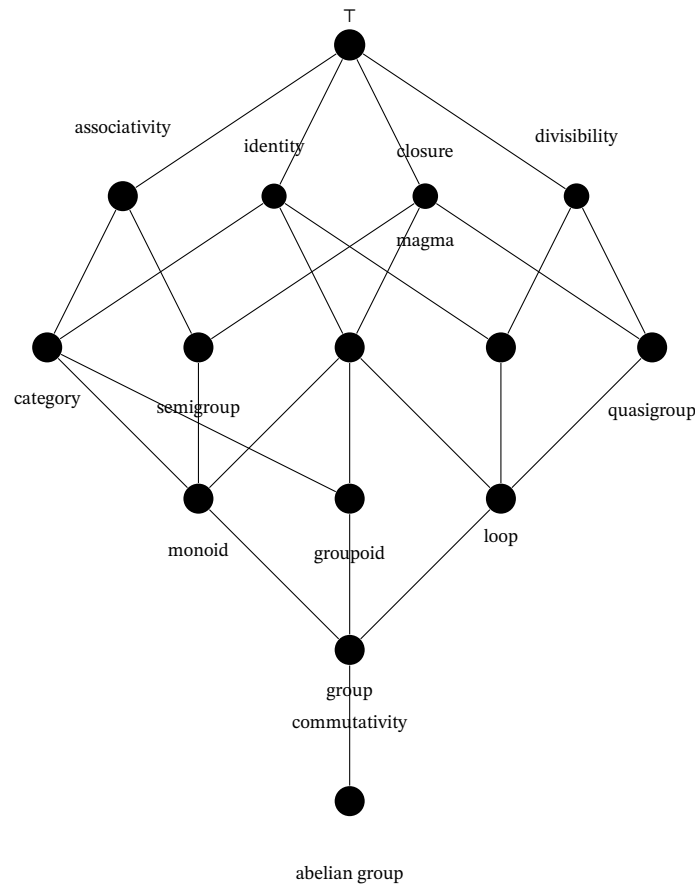 ⊤
associativity
identity
closure
divisibility
magma
category
semigroup
quasigroup
monoid
groupoid
loop
group
commutativity
abelian group